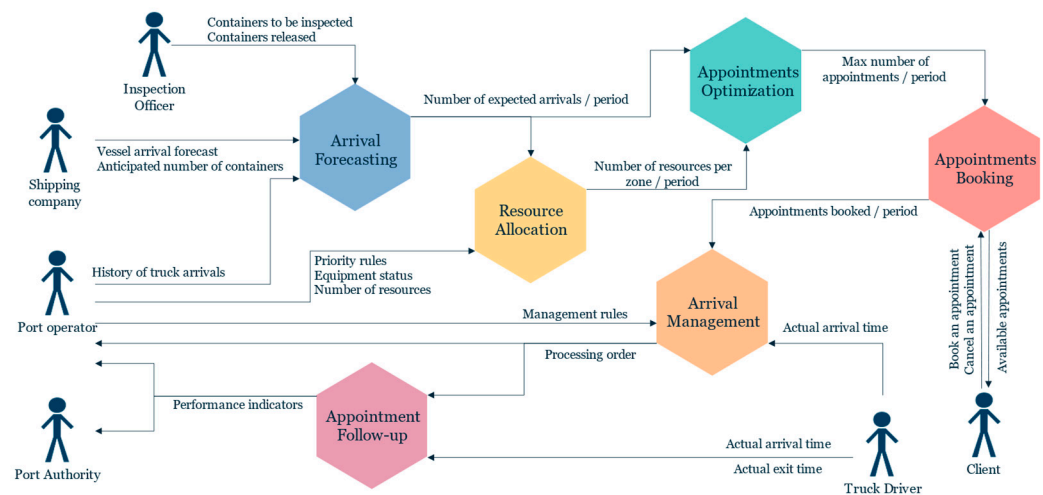 Containers to be inspected
Containers released
Inspection
Officer
Appointments
Optimization
Max number of
appointments / period
Number of expected arrivals / period
Arrival
Forecasting
Vessel arrival forecast
Anticipated number of containers
Shipping
company
Appointments
Booking
Number of resources per
zone / period
Resource
Allocation
Appointments booked / period
History of truck arrivals
Priority rules
Equipment status
Number of resources
Port operator
Management rules
Arrival
Management
Actual arrival time
Book an appointment
Cancel an appointment
Available appointments
Processing order
Performance indicators
Appointment
Follow-up
Port Authority
Actual arrival time
Actual exit time
Truck Driver
Client